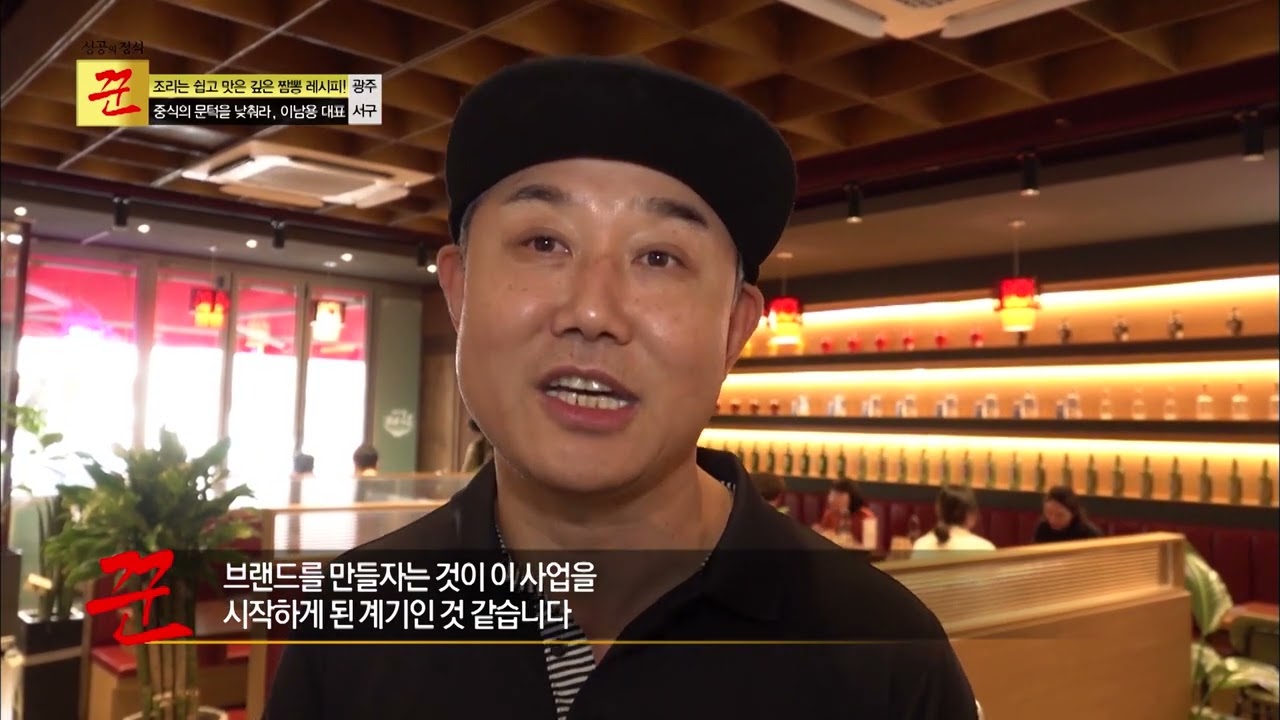 성공의 정석
꾼
조리는 쉽고 맛은 깊은 짬뽕 레시피! 광주
중식의 문턱을 낮춰라, 이남용 대표 서구
꾼
브랜드를 만들자는 것이 이 사업을
시작하게 된 계기인 것 같습니다